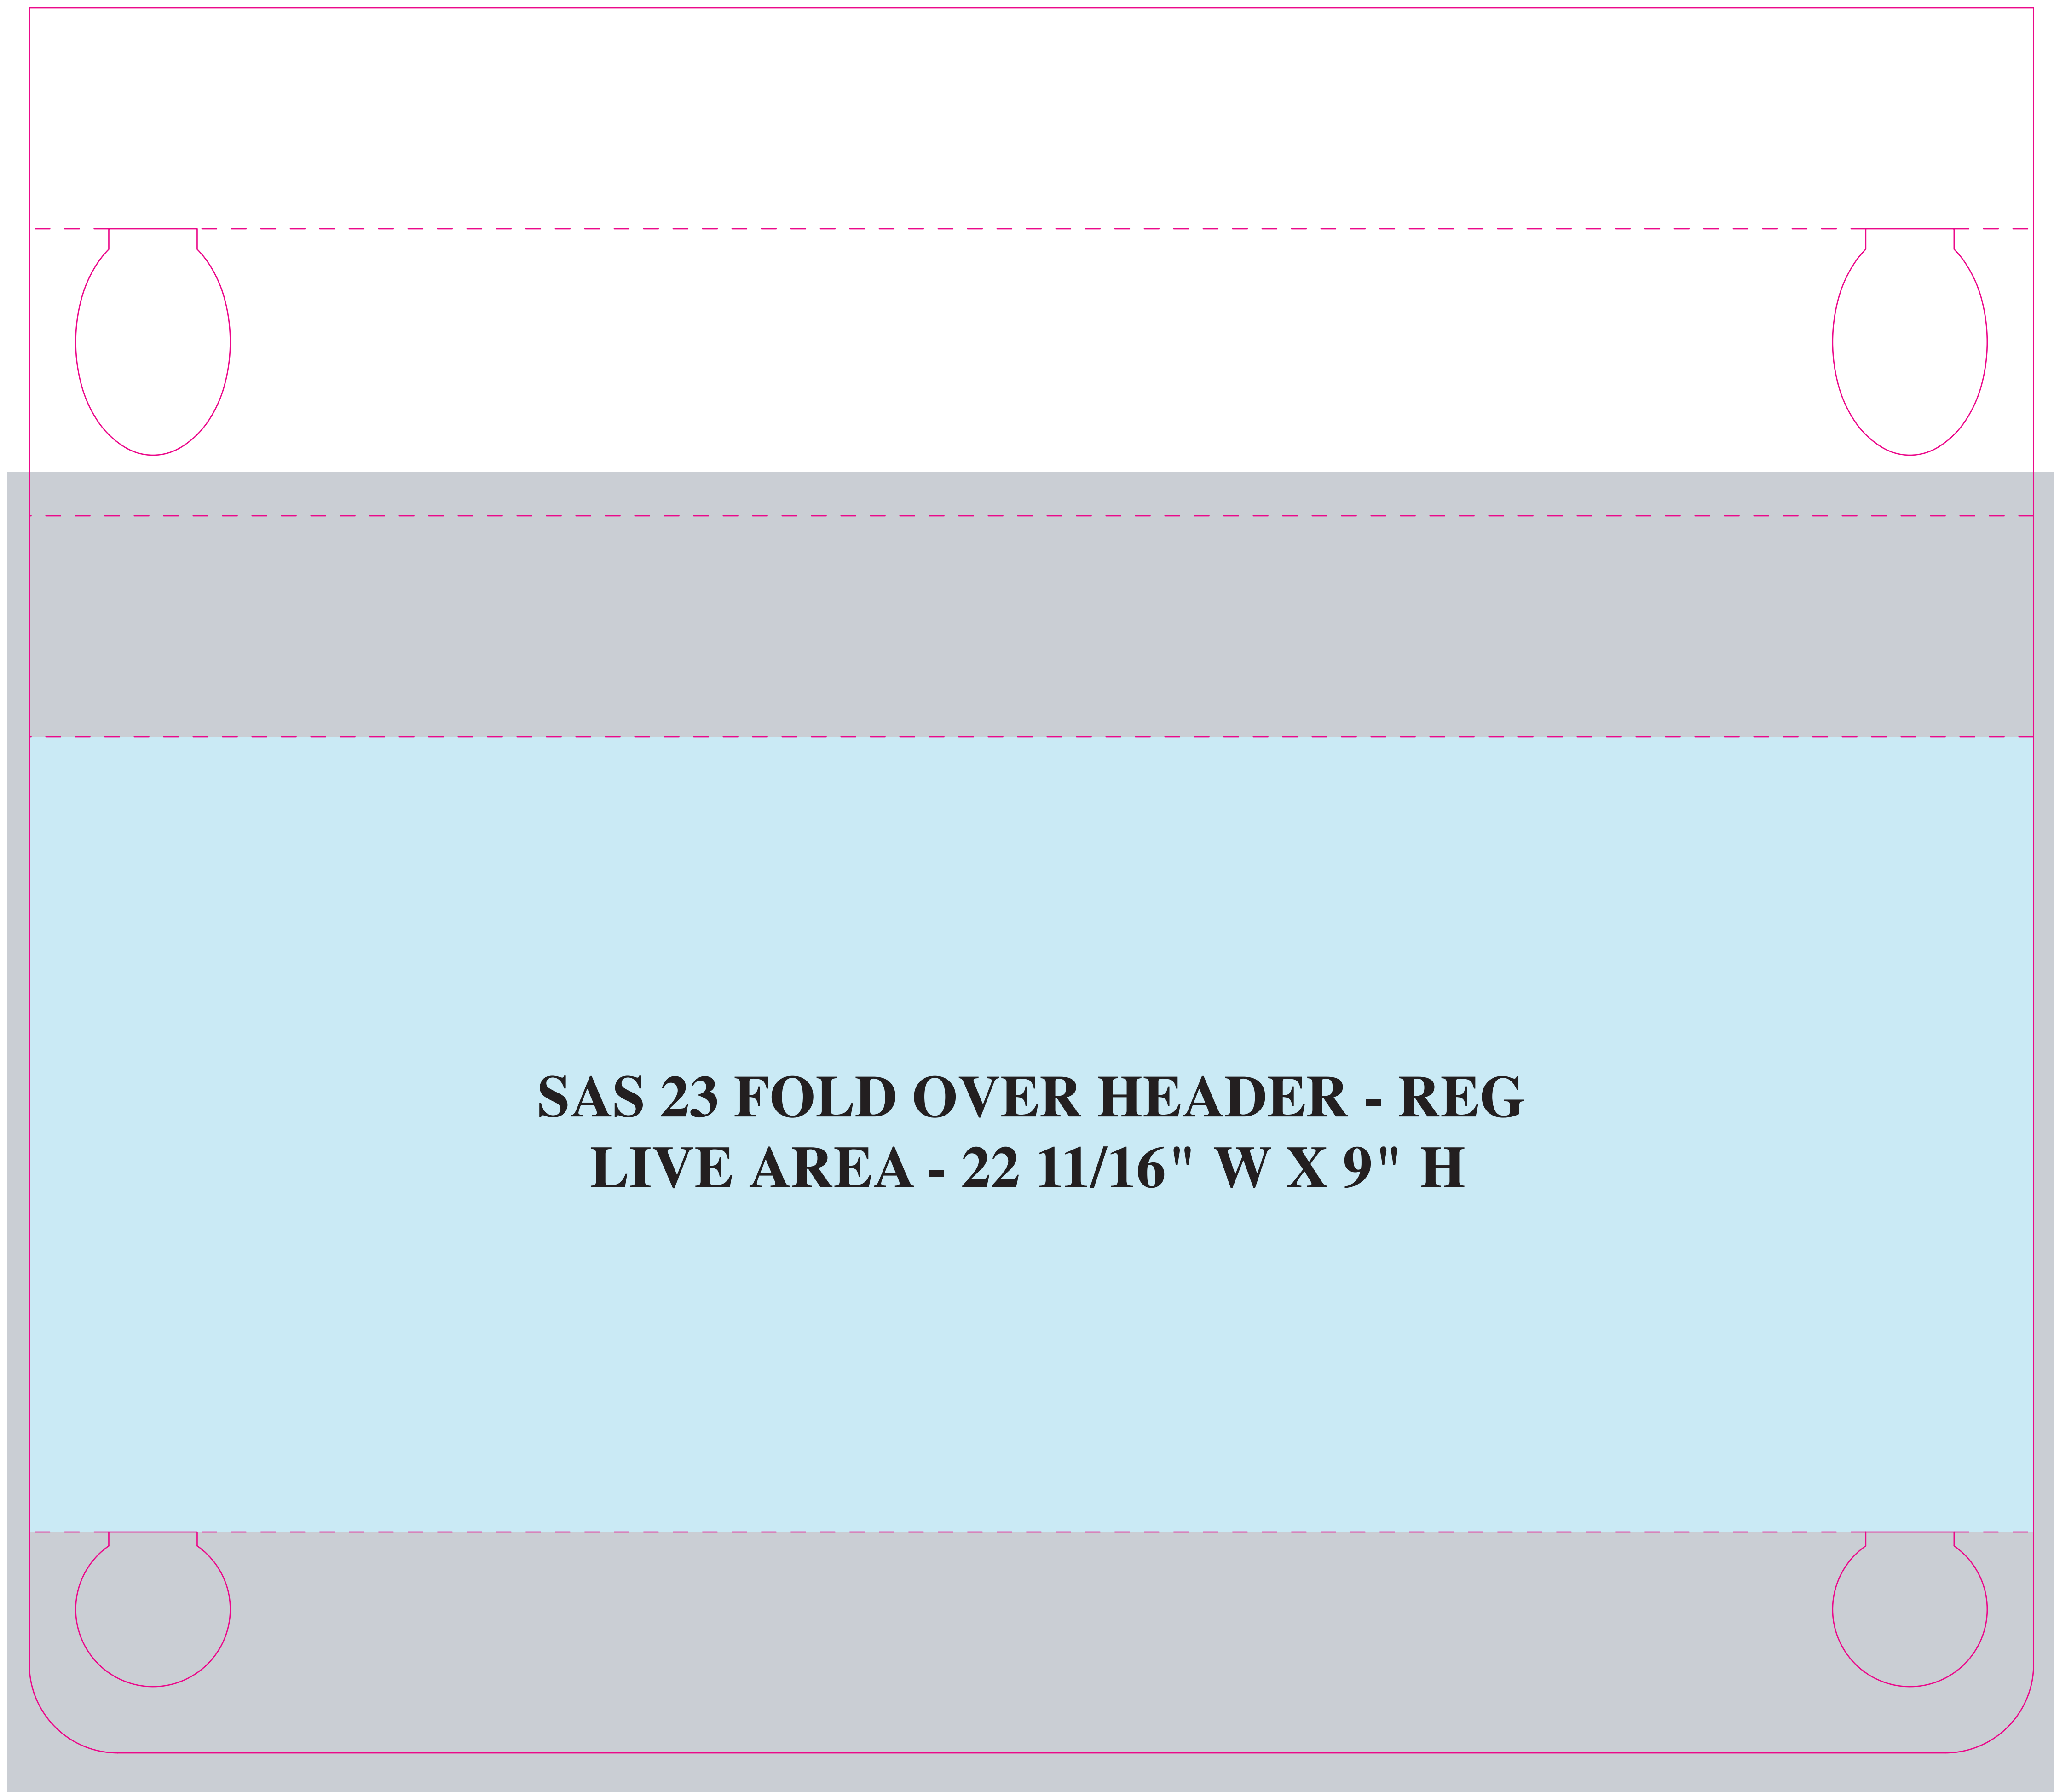 SAS 23 FOLD OVER HEADER - REG
LIVE AREA - 22 11/16" W X 9" H